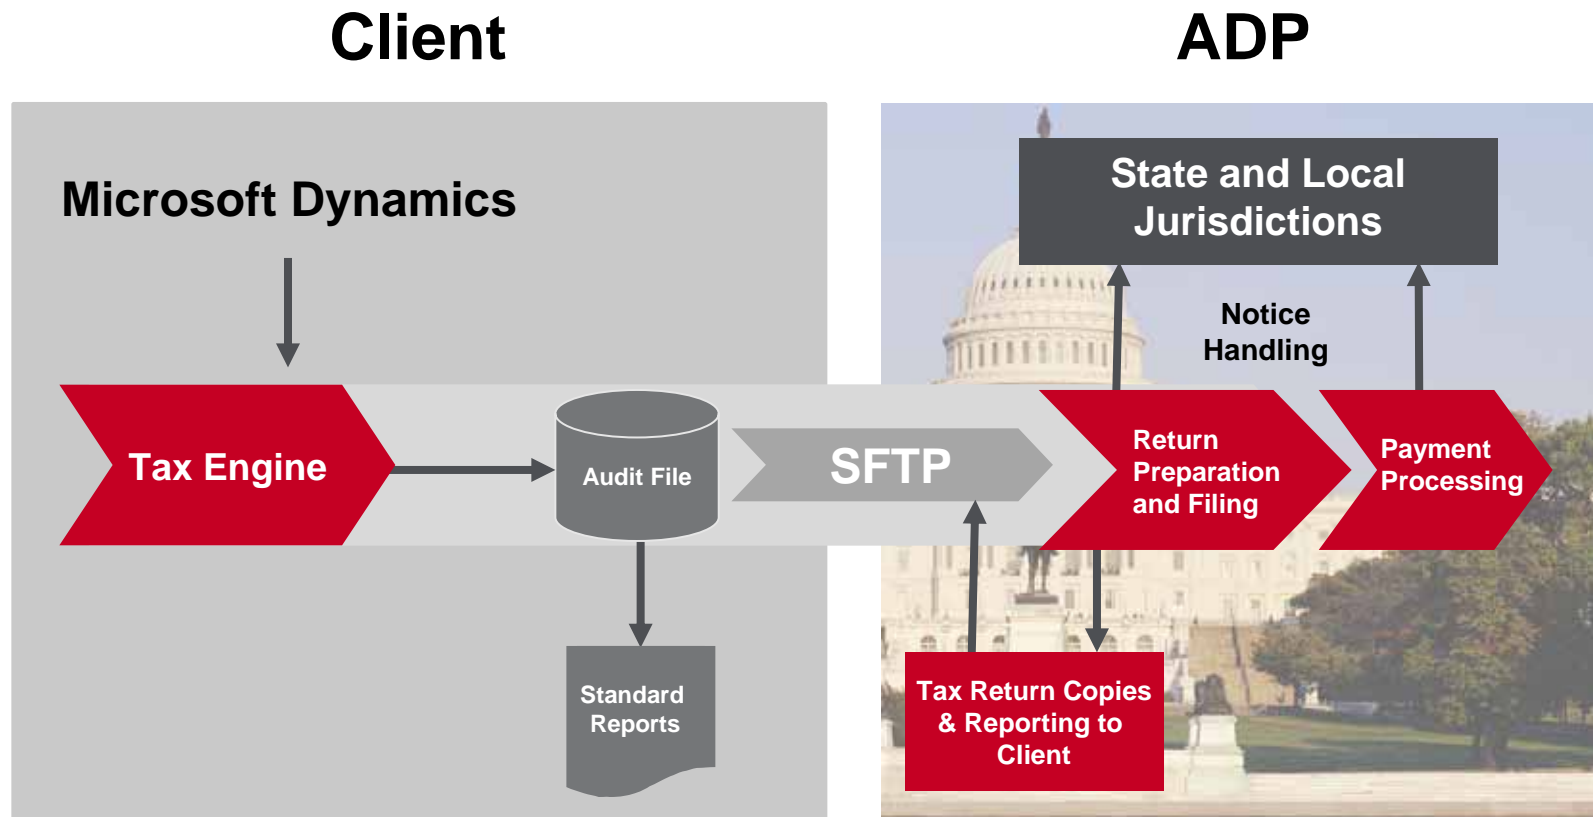 Client
ADP
Microsoft Dynamics
State and Local
Jurisdictions
Notice
Handling
Tax Engine
Audit File
SFTP
Return
Preparation
and Filing
Payment
Processing
Standard
Reports
Tax Return Copies
& Reporting to
Client